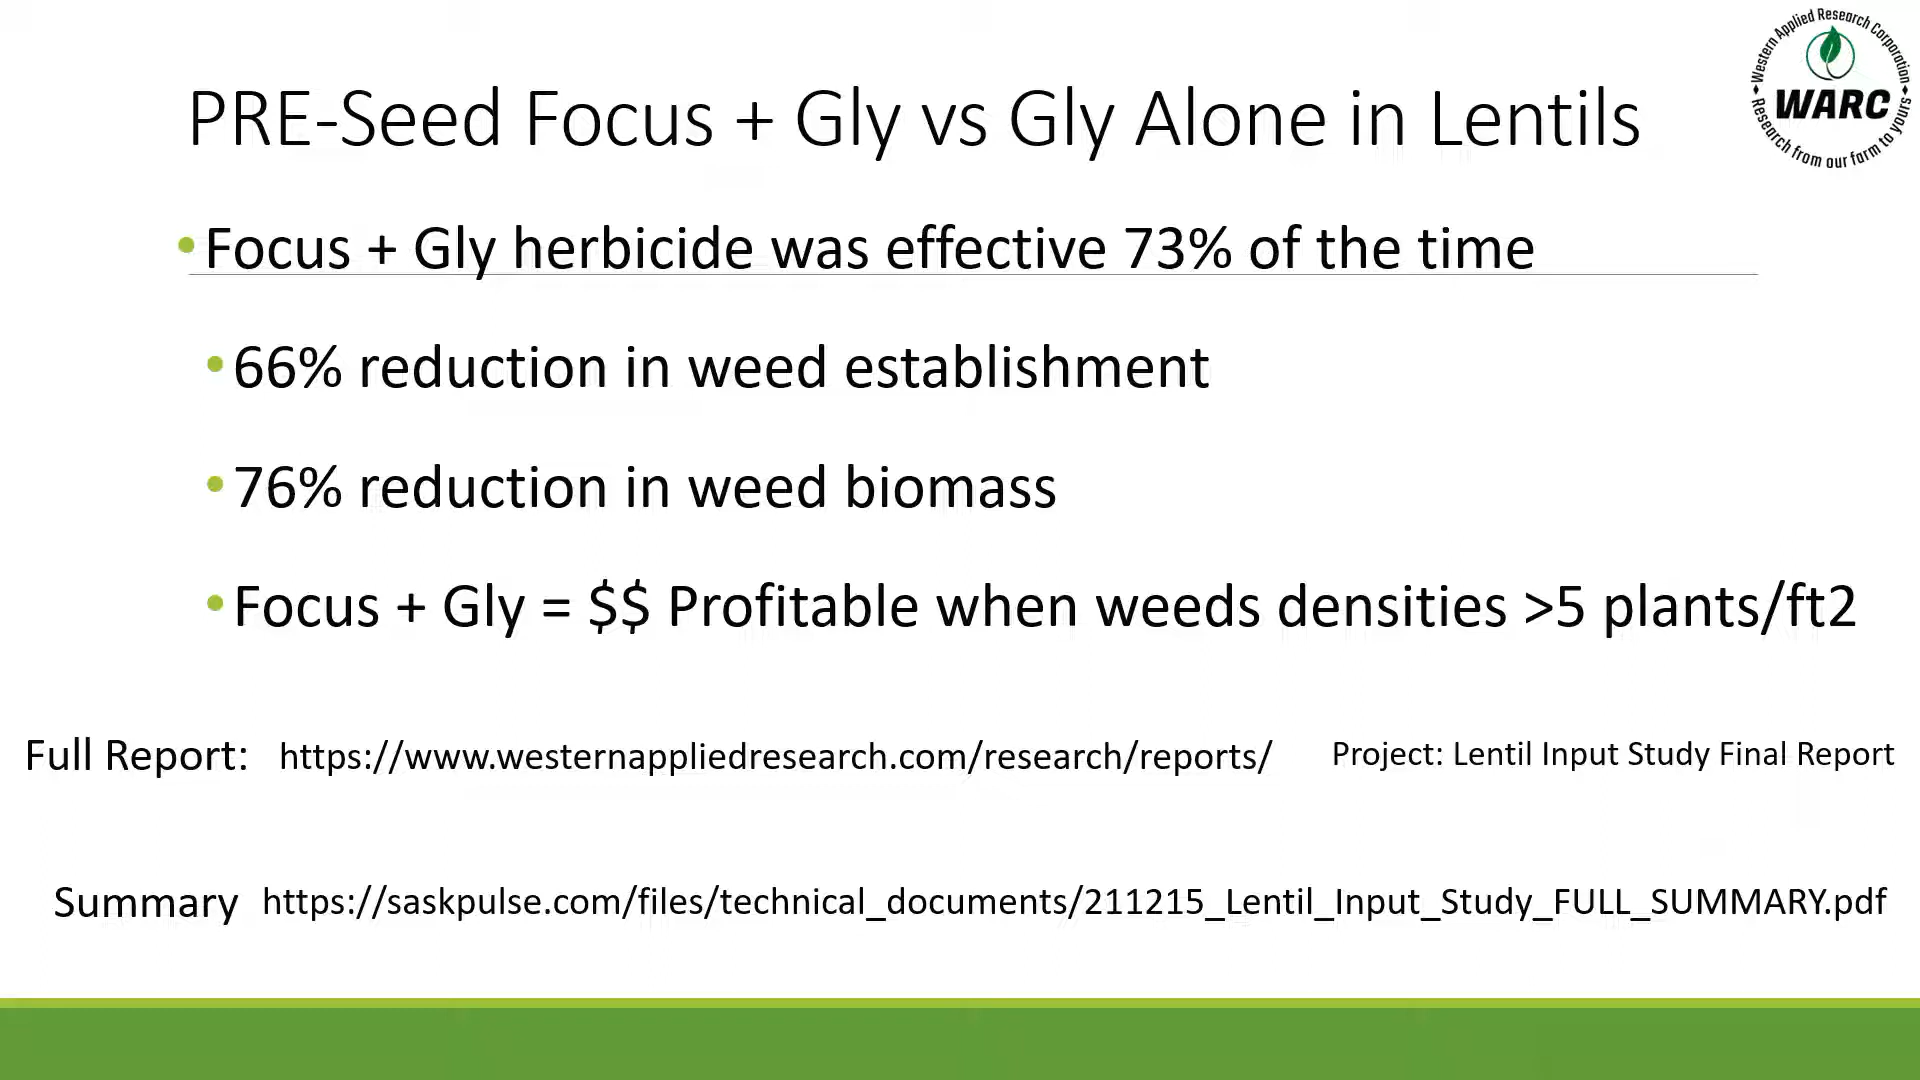 Western Applied Research Corporation
WARC
Research from our farm to yours
PRE-Seed Focus + Gly vs Gly Alone in Lentils
•Focus + Gly herbicide was effective 73% of the time
•66% reduction in weed establishment
•76% reduction in weed biomass
•Focus + Gly = $$ Profitable when weeds densities >5 plants/ft2
Full Report: https://www.westernappliedresearch.com/research/reports/ Project: Lentil Input Study Final Report
Summary https://saskpulse.com/files/technical_documents/211215_Lentil_Input_Study_FULL_SUMMARY.pdf